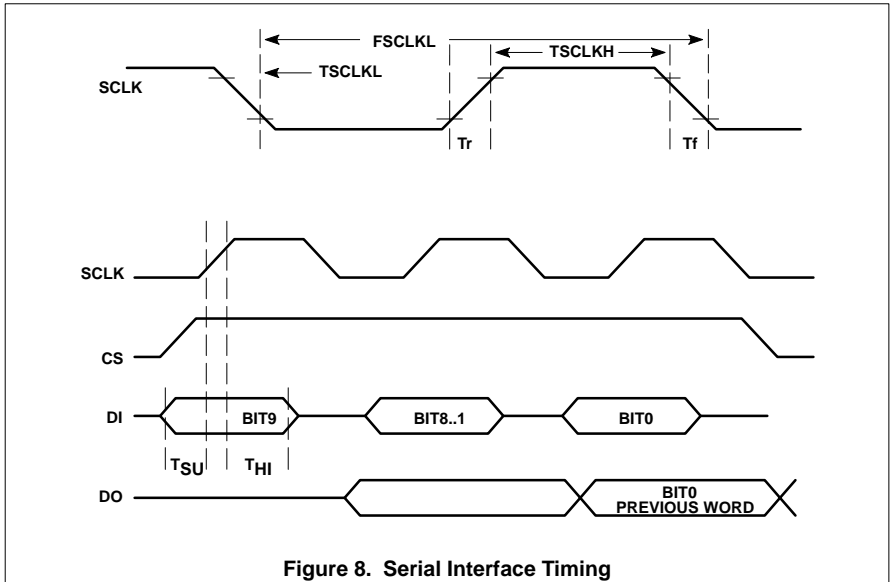 FSCLKL
TSCLKH
TSCLKL
SCLK
Tr
Tf
SCLK
CS
DI
BIT9
BIT8..1
BIT0
TSU
THI
DO
BIT0
PREVIOUS WORD
Figure 8. Serial Interface Timing